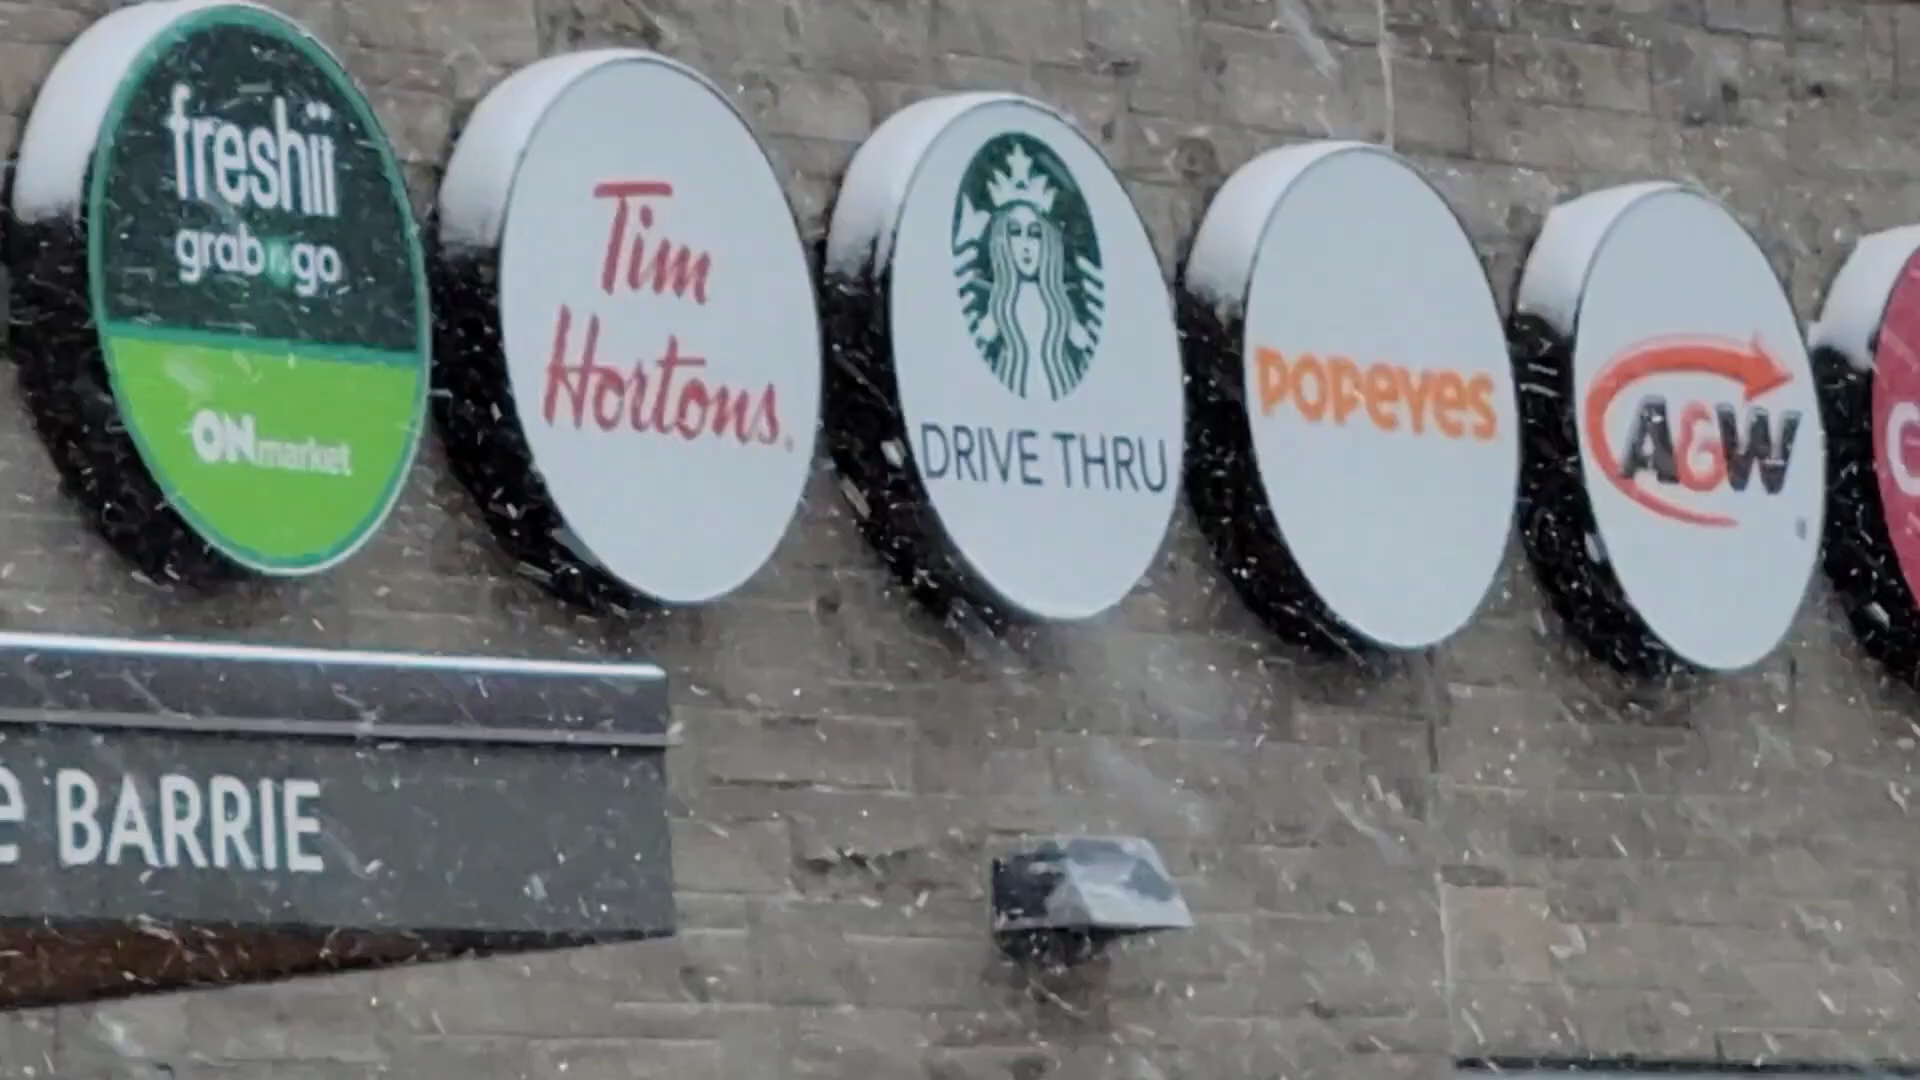 freshii
grab n go
ONmarket
Tim
Hortons
DRIVE THRU
POPEYES
A&W
BARRIE